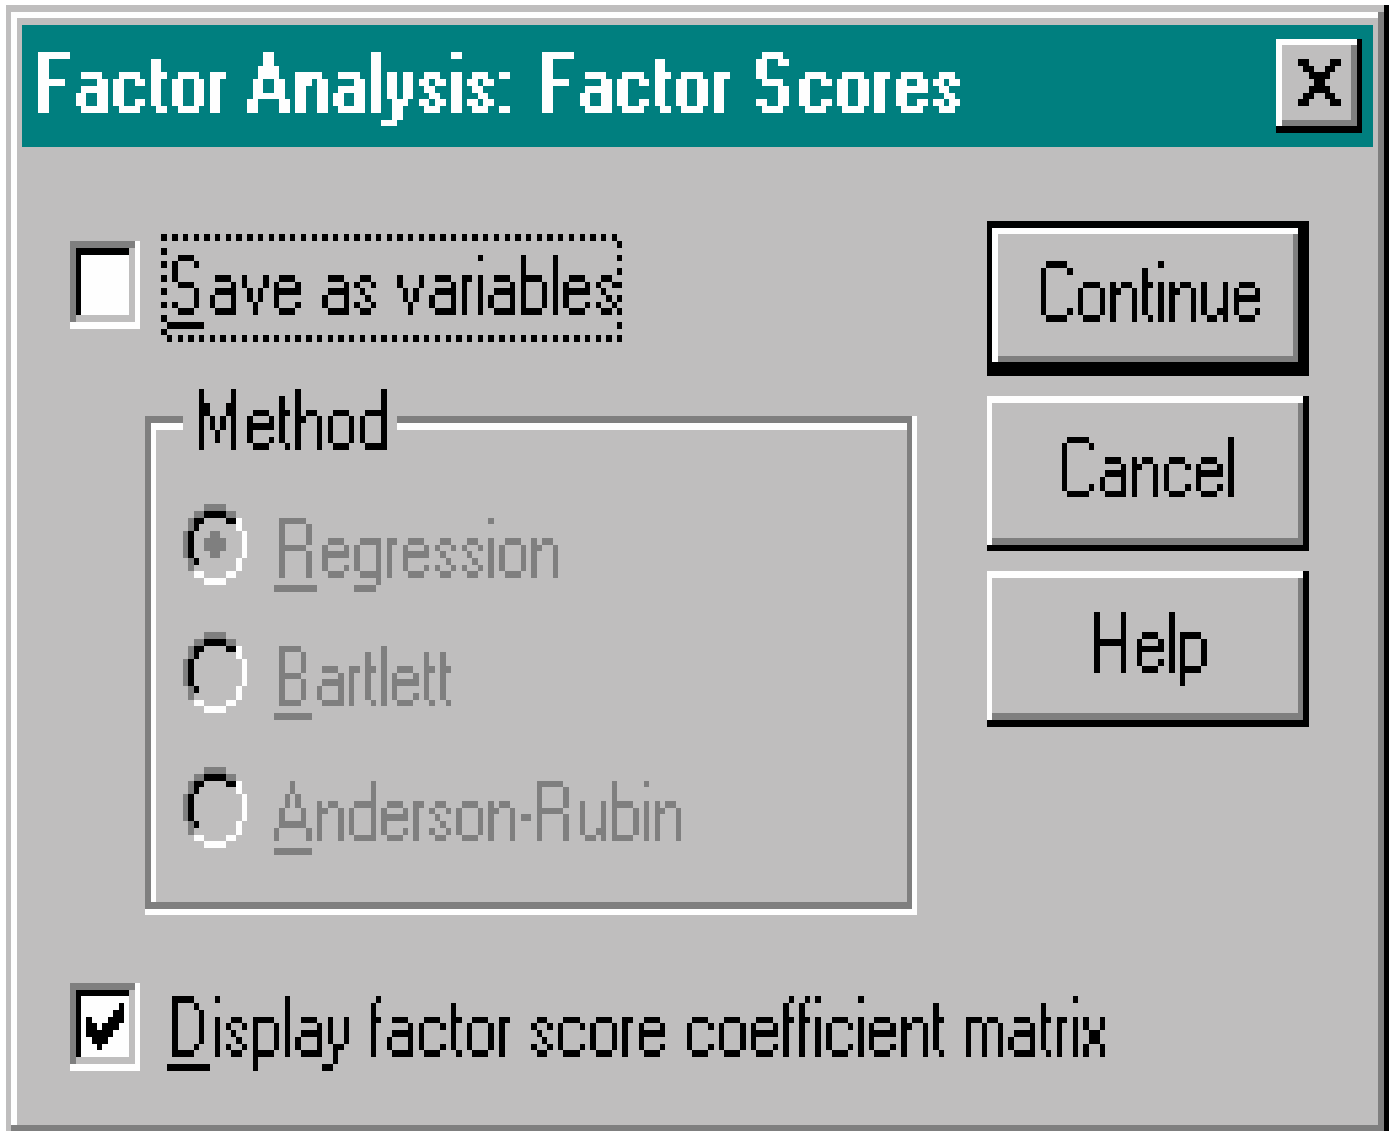 Factor Analysis: Factor Scores
Save as variables
Continue
Method
Cancel
Regression
Help
Bartlett
Anderson-Rubin
Display factor score coefficient matrix